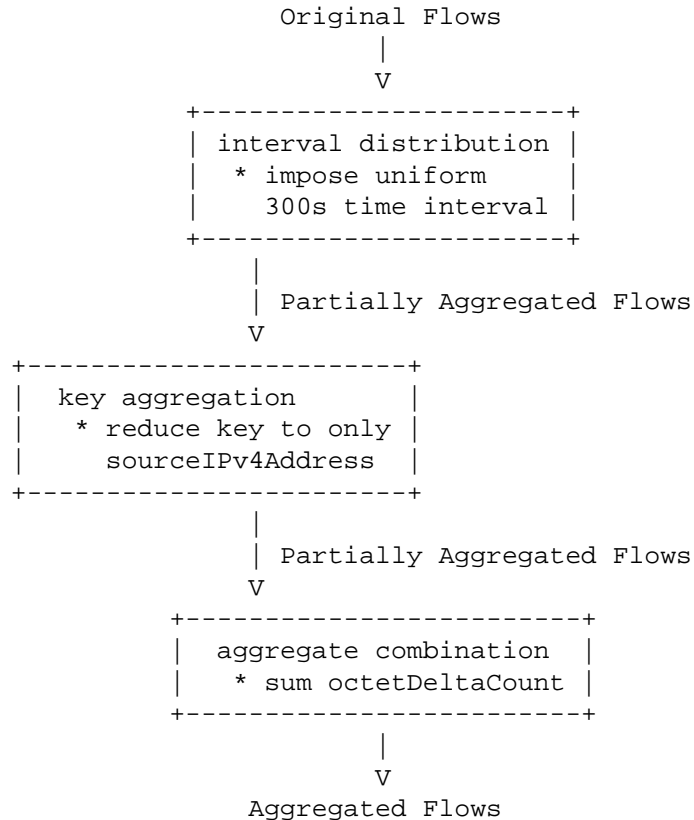 Original Flows
|
V
+------------------------+
| interval distribution |
| * impose uniform |
| 300s time interval |
+------------------------+
|
| Partially Aggregated Flows
V
+------------------------+
| key aggregation |
| * reduce key to only |
| sourceIPv4Address |
+------------------------+
|
| Partially Aggregated Flows
V
+-------------------------+
| aggregate combination |
| * sum octetDeltaCount |
+-------------------------+
|
V
Aggregated Flows